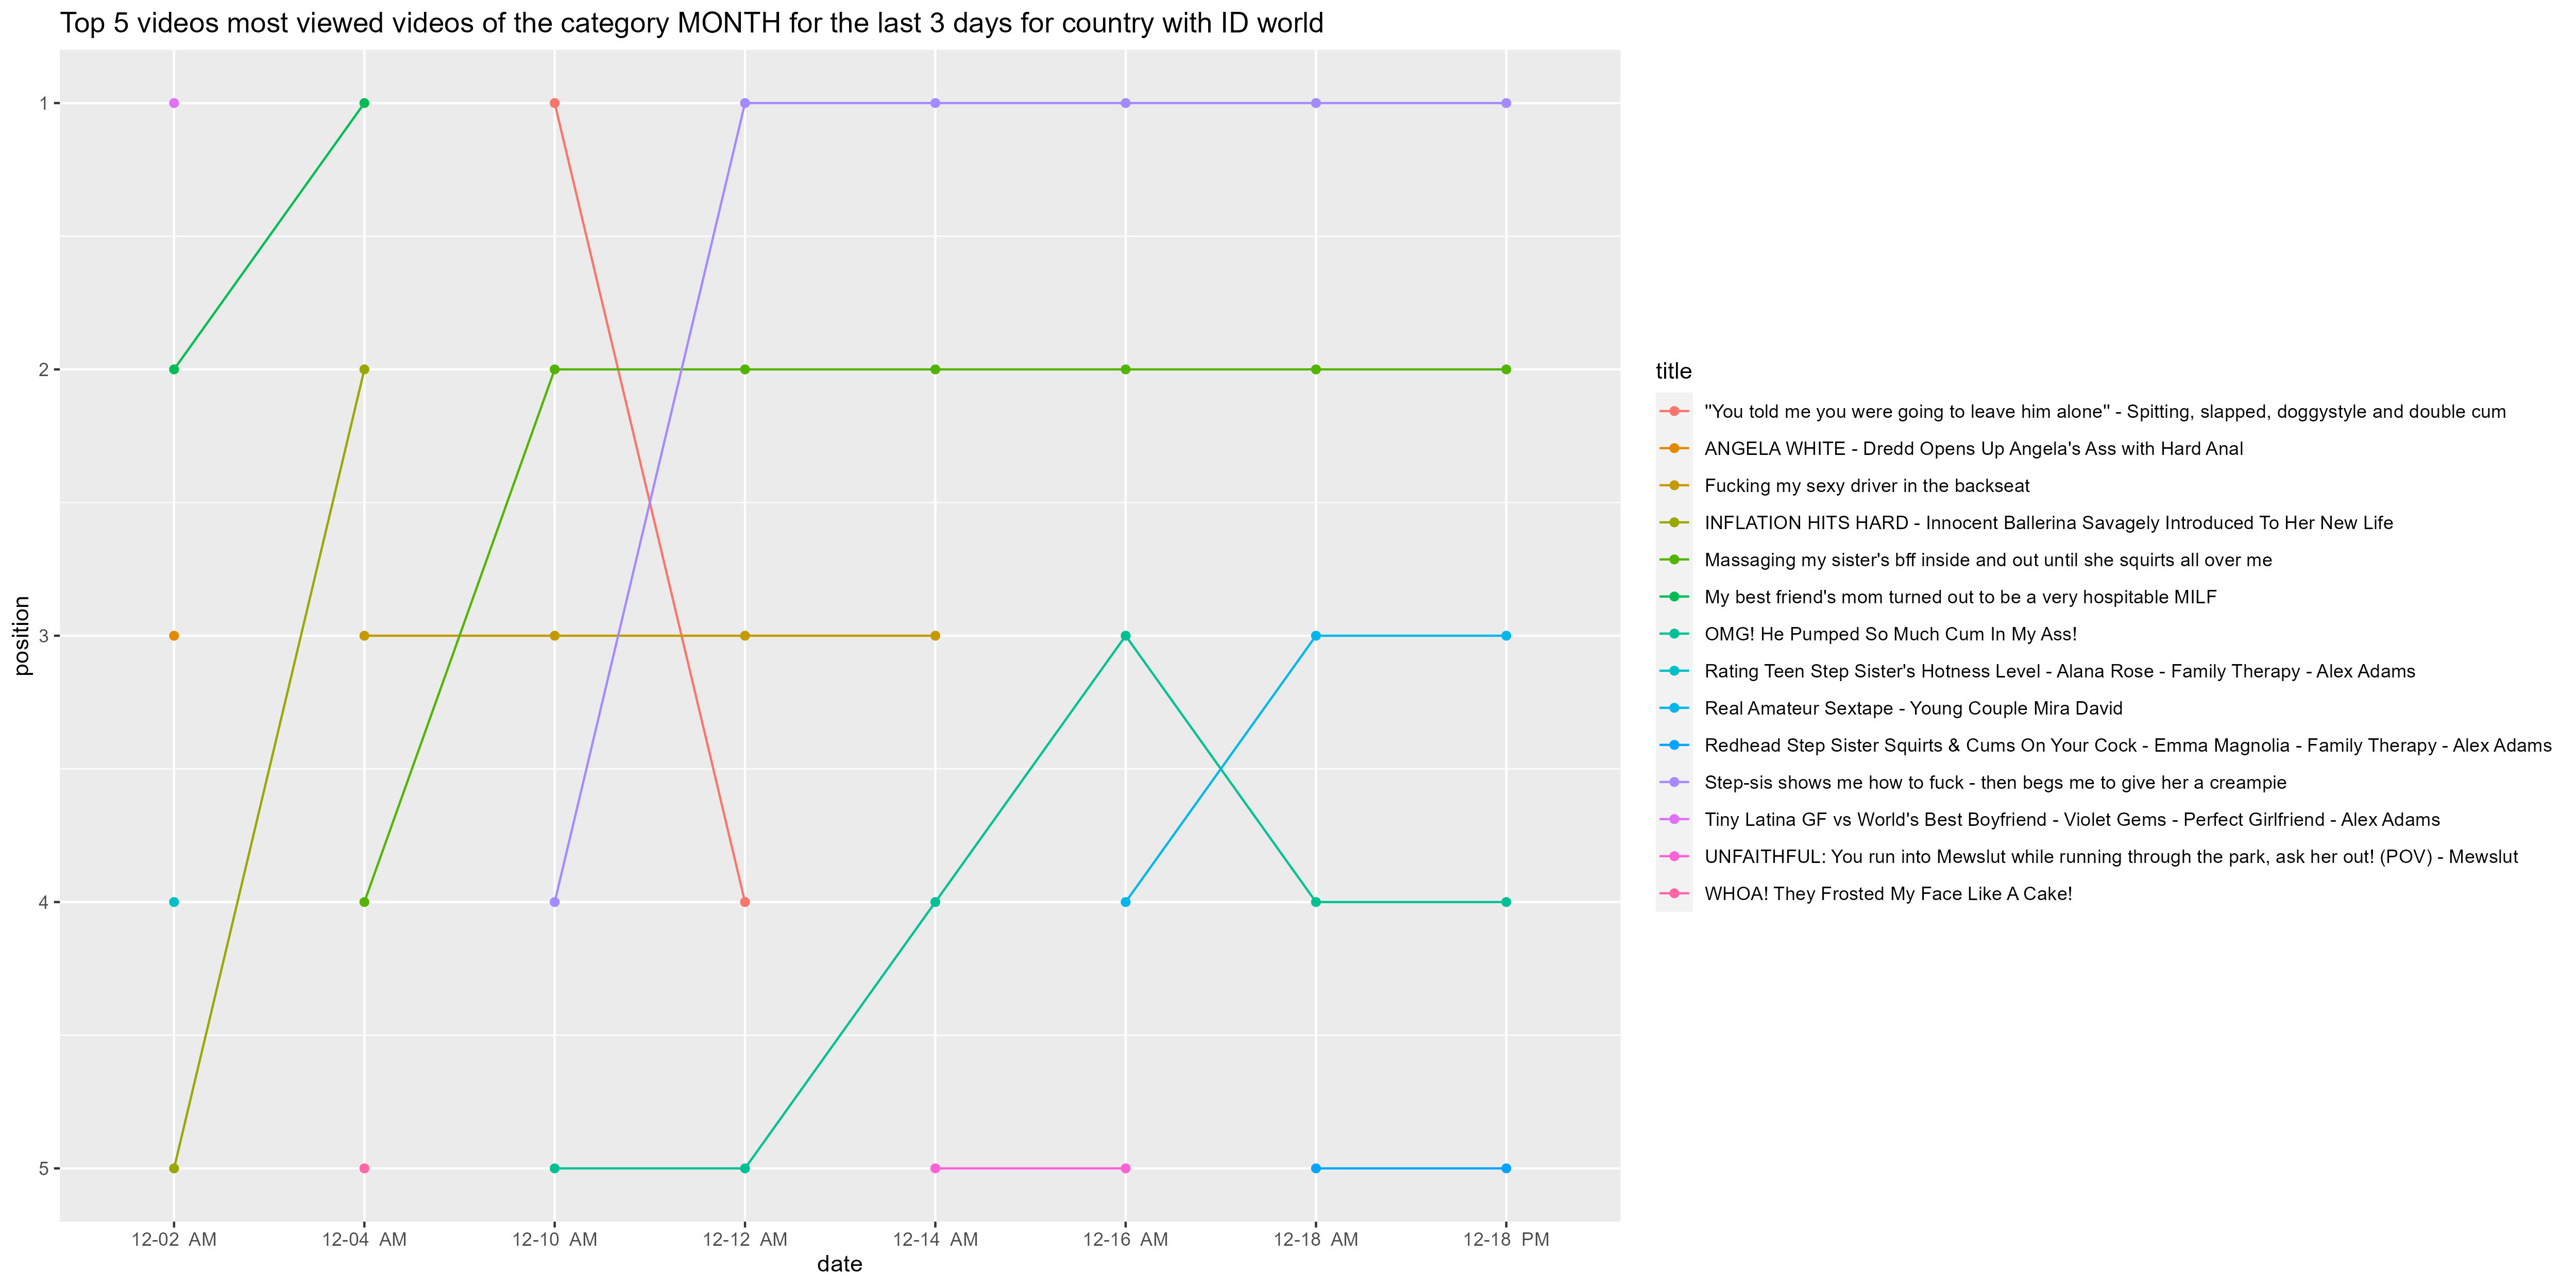 Top 5 videos most viewed videos of the category MONTH for the last 3 days for country with ID world
position
1
2
3
4
5
12-02 AM
12-04 AM
12-10 AM
12-12 AM
12-14 AM
12-16 AM
12-18 AM
12-18 PM
date
title
"You told me you were going to leave him alone" - Spitting, slapped, doggystyle and double cum
ANGELA WHITE - Dredd Opens Up Angela's Ass with Hard Anal
Fucking my sexy driver in the backseat
INFLATION HITS HARD - Innocent Ballerina Savagely Introduced To Her New Life
Massaging my sister's bff inside and out until she squirts all over me
My best friend's mom turned out to be a very hospitable MILF
OMG! He Pumped So Much Cum In My Ass!
Rating Teen Step Sister's Hotness Level - Alana Rose - Family Therapy - Alex Adams
Real Amateur Sextape - Young Couple Mira David
Redhead Step Sister Squirts & Cums On Your Cock - Emma Magnolia - Family Therapy - Alex Adams
Step-sis shows me how to fuck - then begs me to give her a creampie
Tiny Latina GF vs World's Best Boyfriend - Violet Gems - Perfect Girlfriend - Alex Adams
UNFAITHFUL: You run into Mewslut while running through the park, ask her out! (POV) - Mewslut
WHOA! They Frosted My Face Like A Cake!